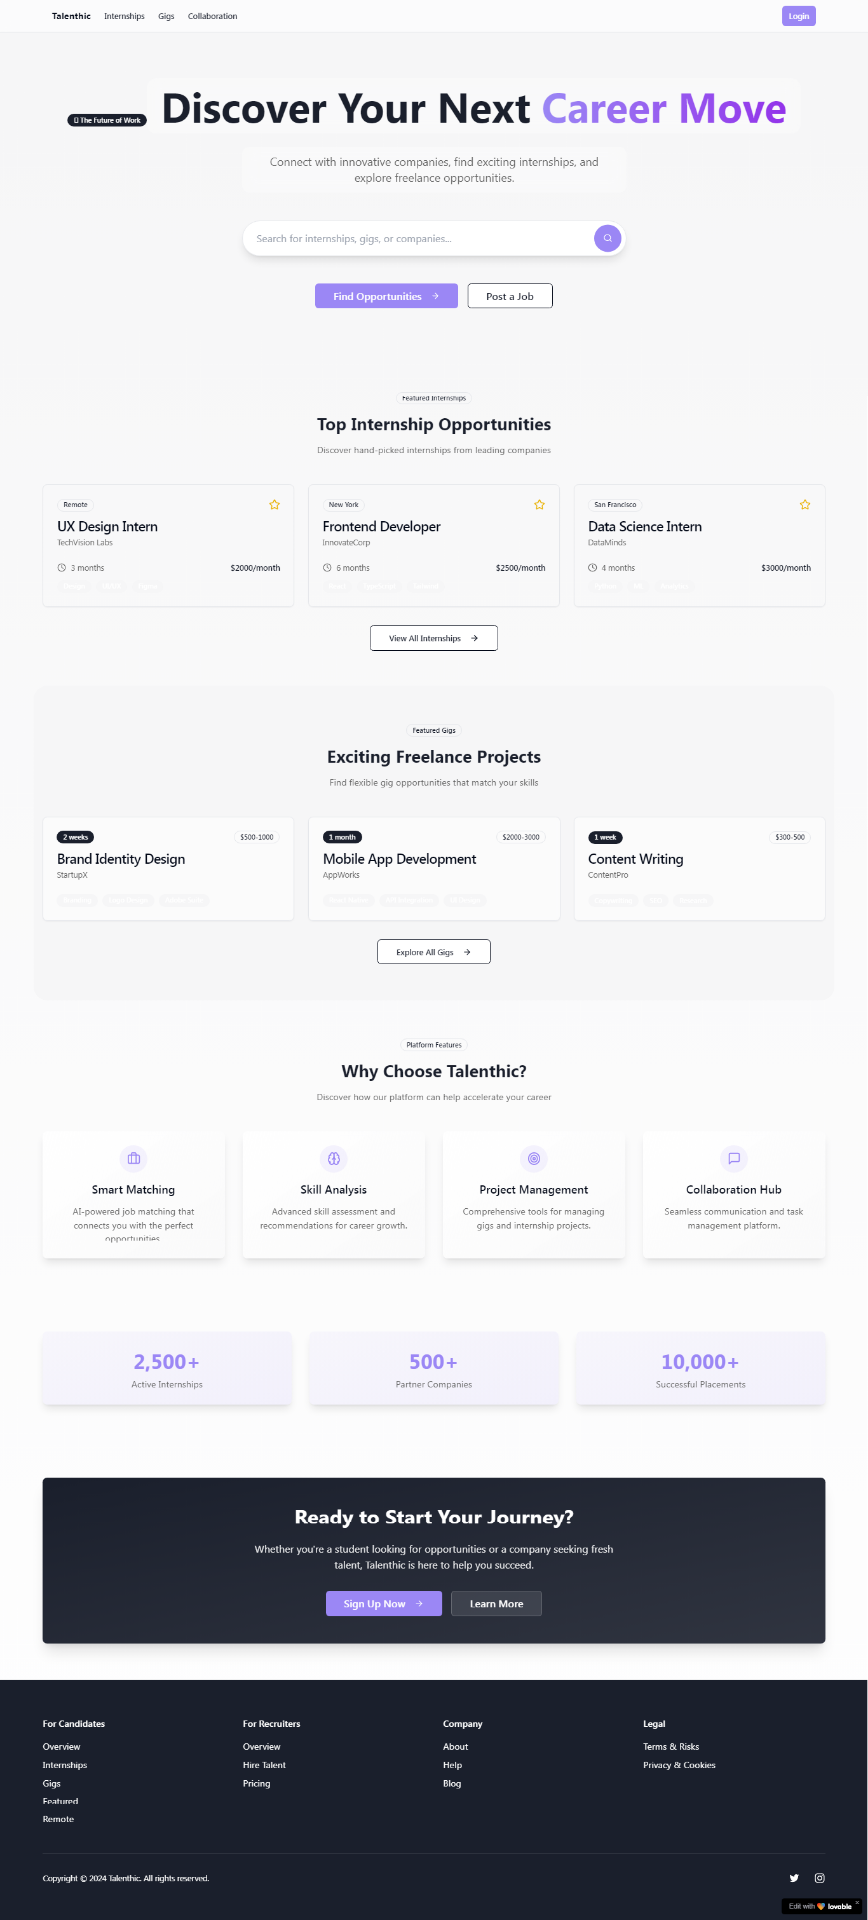 Talenthic Internships Gigs Collaboration Login
The Future of Work
Discover Your Next Career Move
Connect with innovative companies, find exciting internships, and
explore freelance opportunities.
Search for internships, gigs, or companies...
Find Opportunities
Post a Job
Featured Internships
Top Internship Opportunities
Discover hand-picked internships from leading companies
Remote
UX Design Intern
TechVision Labs
3 months $2000/month
New York
Frontend Developer
InnovateCorp
6 months $2500/month
San Francisco
Data Science Intern
DataMinds
4 months $3000/month
View All Internships
Featured Gigs
Exciting Freelance Projects
Find flexible gig opportunities that match your skills
2 weeks $500-1000
Brand Identity Design
StartupX
1 month $2000-3000
Mobile App Development
AppWorks
1 week $300-500
Content Writing
ContentPro
Explore All Gigs
Platform Features
Why Choose Talenthic?
Discover how our platform can help accelerate your career
Smart Matching
AI-powered job matching that
connects you with the perfect
opportunities.
Skill Analysis
Advanced skill assessment and
recommendations for career growth.
Project Management
Comprehensive tools for managing
gigs and internship projects.
Collaboration Hub
Seamless communication and task
management platform.
2,500+
Active Internships
500+
Partner Companies
10,000+
Successful Placements
Ready to Start Your Journey?
Whether you're a student looking for opportunities or a company seeking fresh
talent, Talenthic is here to help you succeed.
Sign Up Now
Learn More
For Candidates
Overview
Internships
Gigs
Featured
Remote
For Recruiters
Overview
Hire Talent
Pricing
Company
About
Help
Blog
Legal
Terms & Risks
Privacy & Cookies
Copyright © 2024 Talenthic. All rights reserved.
Edit with lovable